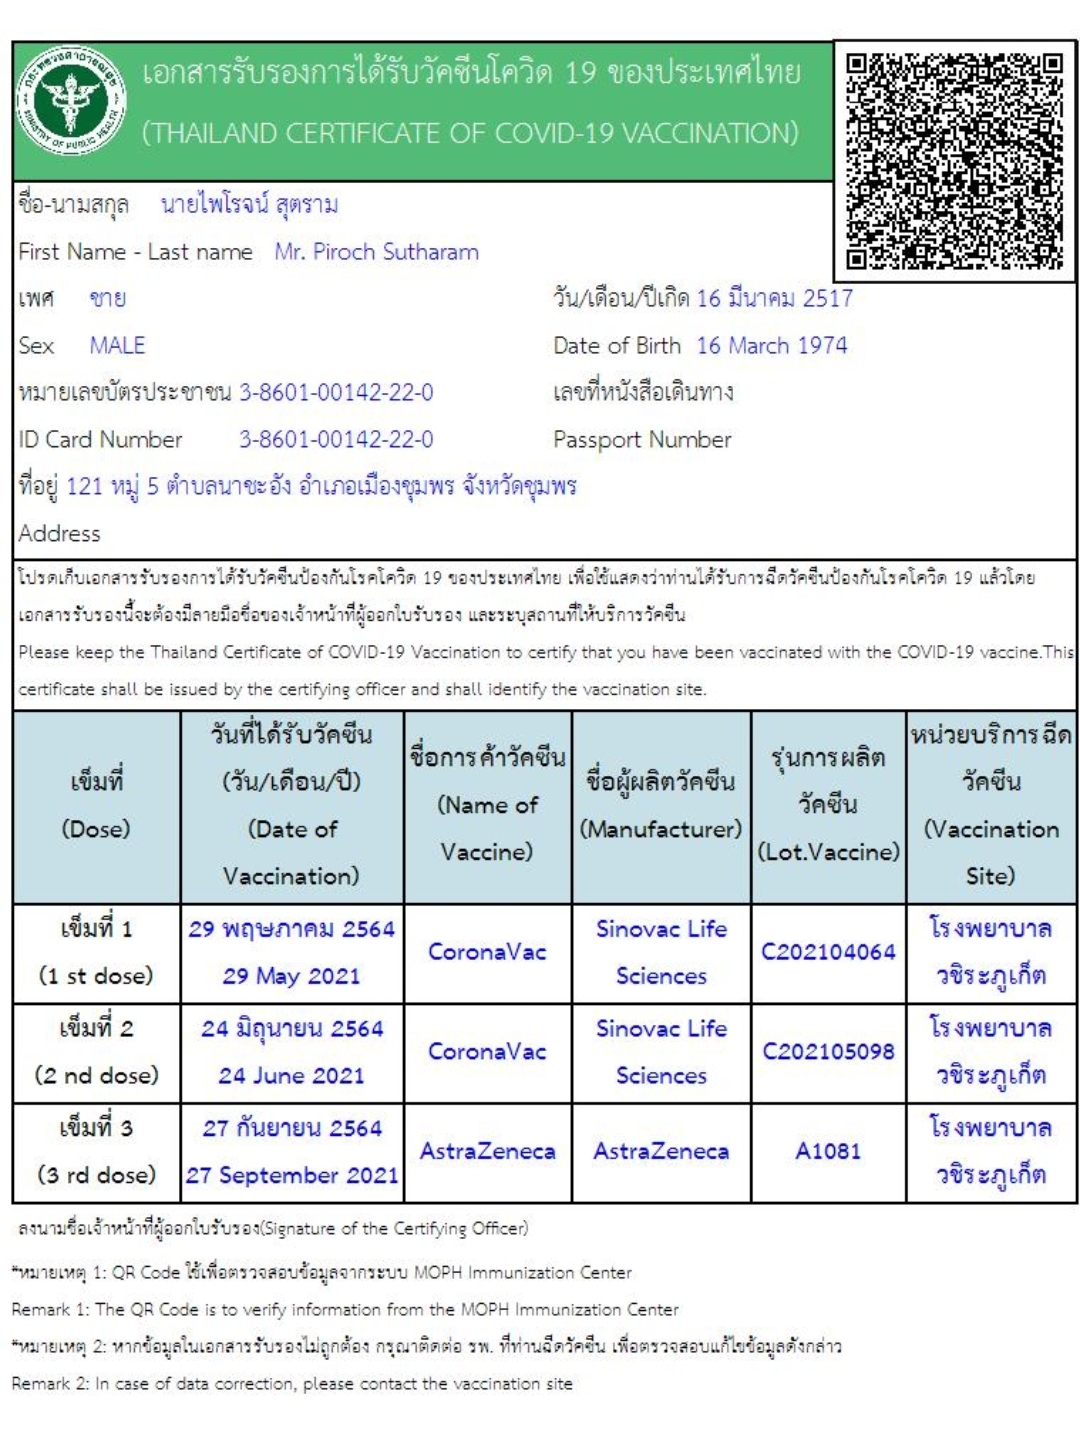 เอกสารรับรองการได้รับวัคซีนโควิด 19 ของประเทศไทย
(THAILAND CERTIFICATE OF COVID-19 VACCINATION)
กระทรวงสาธารณสุข
MINISTRY OF PUBLIC HEALTH
ชื่อ-นามสกุล นายไพโรจน์ สุตราม
First Name - Last name Mr. Piroch Sutharam
เพศ ชาย วัน/เดือน/ปีเกิด 16 มีนาคม 2517
Sex MALE Date of Birth 16 March 1974
หมายเลขบัตรประชาชน 3-8601-00142-22-0 เลขที่หนังสือเดินทาง
ID Card Number 3-8601-00142-22-0 Passport Number
ที่อยู่ 121 หมู่ 5 ตำบลนาชะอัง อำเภอเมืองชุมพร จังหวัดชุมพร
Address
โปรดเก็บเอกสารรับรองการได้รับวัคซีนป้องกันโรคโควิด 19 ของประเทศไทย เพื่อใช้แสดงว่าท่านได้รับการฉีดวัคซีนป้องกันโรคโควิด 19 แล้วโดย
เอกสารรับรองนี้จะต้องมีลายมือชื่อของเจ้าหน้าที่ผู้ออกใบรับรอง และระบุสถานที่ให้บริการวัคซีน
Please keep the Thailand Certificate of COVID-19 Vaccination to certify that you have been vaccinated with the COVID-19 vaccine.This
certificate shall be issued by the certifying officer and shall identify the vaccination site.
เข็มที่
(Dose)
วันที่ได้รับวัคซีน
(วัน/เดือน/ปี)
(Date of
Vaccination)
ชื่อการค้าวัคซีน
(Name of
Vaccine)
ชื่อผู้ผลิตวัคซีน
(Manufacturer)
รุ่นการผลิต
วัคซีน
(Lot.Vaccine)
หน่วยบริการฉีด
วัคซีน
(Vaccination
Site)
เข็มที่ 1
(1 st dose)
29 พฤษภาคม 2564
29 May 2021
CoronaVac
Sinovac Life
Sciences
C202104064
โรงพยาบาล
วชิระภูเก็ต
เข็มที่ 2
(2 nd dose)
24 มิถุนายน 2564
24 June 2021
CoronaVac
Sinovac Life
Sciences
C202105098
โรงพยาบาล
วชิระภูเก็ต
เข็มที่ 3
(3 rd dose)
27 กันยายน 2564
27 September 2021
AstraZeneca
AstraZeneca
A1081
โรงพยาบาล
วชิระภูเก็ต
ลงนามชื่อเจ้าหน้าที่ผู้ออกใบรับรอง(Signature of the Certifying Officer)
*หมายเหตุ 1: QR Code ใช้เพื่อตรวจสอบข้อมูลจากระบบ MOPH Immunization Center
Remark 1: The QR Code is to verify information from the MOPH Immunization Center
*หมายเหตุ 2: หากข้อมูลในเอกสารรับรองไม่ถูกต้อง กรุณาติดต่อ รพ. ที่ท่านฉีดวัคซีน เพื่อตรวจสอบแก้ไขข้อมูลดังกล่าว
Remark 2: In case of data correction, please contact the vaccination site